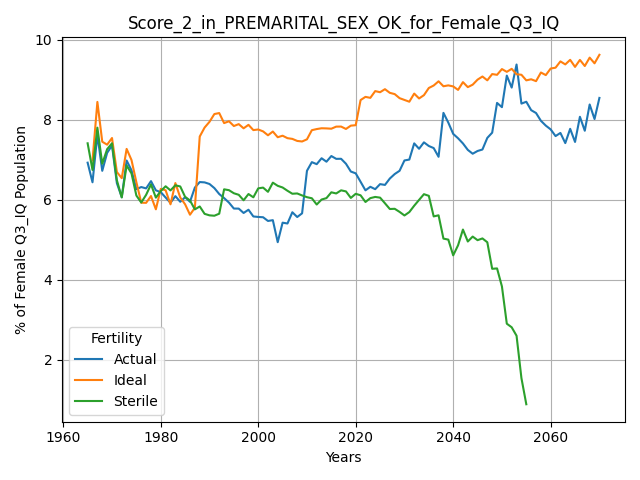 Score_2_in_PREMARITAL_SEX_OK_for_Female_Q3_IQ
% of Female Q3_IQ Population
10
8
6
4
2
Fertility
Actual
Ideal
Sterile
1960 1980 2000 2020 2040 2060
Years